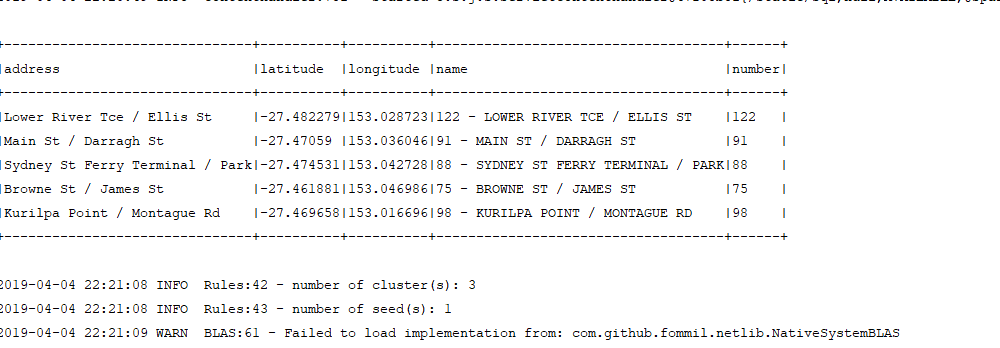 +-------------------------------+----------+----------+------------------------------------+------+
|address                        |latitude  |longitude |name                                |number|
+-------------------------------+----------+----------+------------------------------------+------+
|Lower River Tce / Ellis St     |-27.482279|153.028723|122 - LOWER RIVER TCE / ELLIS ST    |122   |
|Main St / Darragh St           |-27.47059 |153.036046|91 - MAIN ST / DARRAGH ST           |91    |
|Sydney St Ferry Terminal / Park|-27.474531|153.042728|88 - SYDNEY ST FERRY TERMINAL / PARK|88    |
|Browne St / James St           |-27.461881|153.046986|75 - BROWNE ST / JAMES ST           |75    |
|Kurilpa Point / Montague Rd    |-27.469658|153.016696|98 - KURILPA POINT / MONTAGUE RD    |98    |
+-------------------------------+----------+----------+------------------------------------+------+
2019-04-04 22:21:08 INFO  Rules:42 - number of cluster(s): 3
2019-04-04 22:21:08 INFO  Rules:43 - number of seed(s): 1
2019-04-04 22:21:09 WARN  BLAS:61 - Failed to load implementation from: com.github.fommil.netlib.NativeSystemBLAS